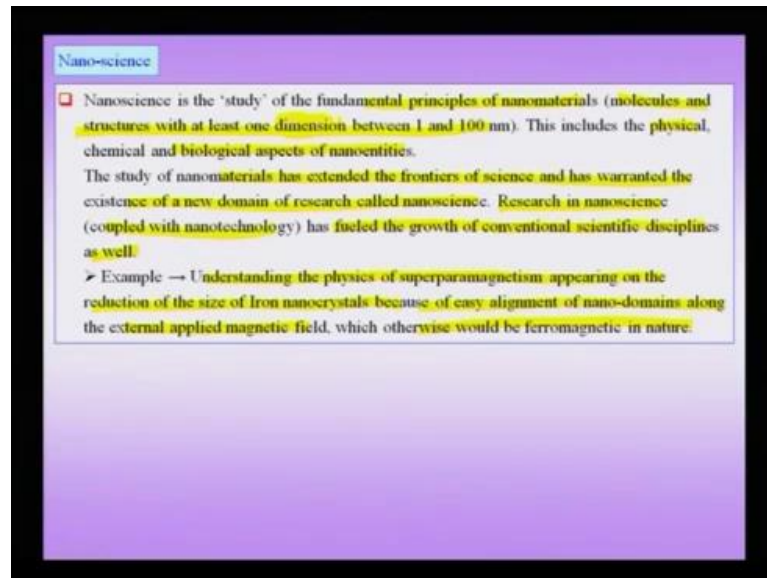 Nano-science
Nanoscience is the 'study' of the fundamental principles of nanomaterials (molecules and
structures with at least one dimension between 1 and 100 nm). This includes the physical,
chemical and biological aspects of nanoentities.
The study of nanomaterials has extended the frontiers of science and has warranted the
existence of a new domain of research called nanoscience. Research in nanoscience
(coupled with nanotechnology) has fueled the growth of conventional scientific disciplines
as well.
➤ Example → Understanding the physics of superparamagnetism appearing on the
reduction of the size of Iron nanocrystals because of easy alignment of nano-domains along
the external applied magnetic field, which otherwise would be ferromagnetic in nature.